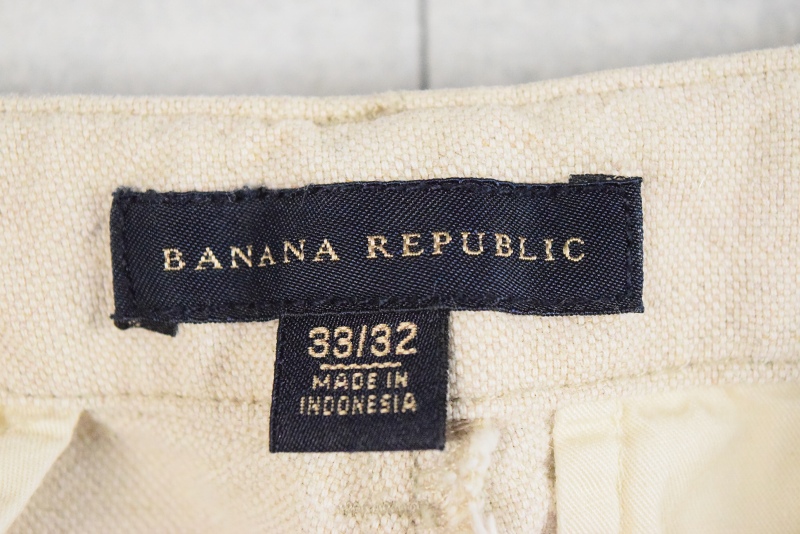 BANANA REPUBLIC
33/32
MADE IN
INDONESIA